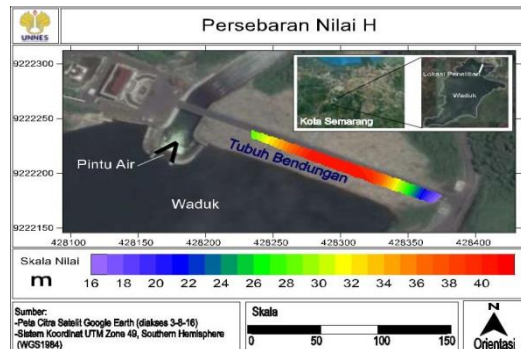 UNNES
Persebaran Nilai H
9222300
9222250
9222200
9222150
Lokasi Penelitian
Waduk
Kota Semarang
Tubuh Bendungan
Pintu Air
Waduk
428100
428150
428200
428250
428300
428350
428400
Skala Nilai
m
16 18 20 22 24 26 28 30 32 34 36 38 40
Sumber:
-Peta Citra Satelit Google Earth (diakses 3-8-16)
-Sistem Koordinat UTM Zone 49, Southern Hemisphere
(WGS1984)
Skala
0 50 100 150
N
Orientasi